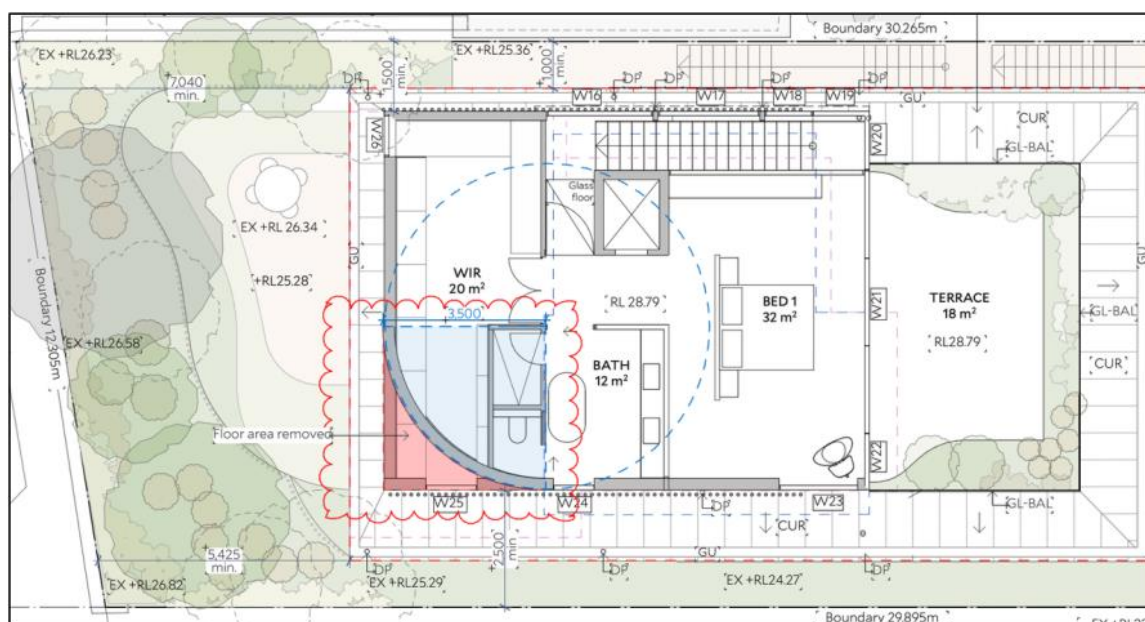 Boundary 30.265m
EX +RL26.23
EX +RL25.36
1,500
min.
1,000
min.
7,040
min.
DP
DP
DP
DP
DP
W16
W17
W18
W19
GU
W26
W20
CUR
GL-BAL
Glass
floor
EX +RL 26.34
+RL25.28
GU
WIR
20 m²
RL 28.79
BED 1
32 m²
W21
TERRACE
18 m²
RL28.79
GL-BAL
CUR
3,500
Boundary 12.305m
EX +RL26.58
BATH
12 m²
Floor area removed
W22
W25
W24
DP
W23
GL-BAL
CUR
2,500
min.
5,425
min.
GU
DP
DP
DP
EX +RL26.82
EX +RL25.29
EX +RL24.27
Boundary 29.895m